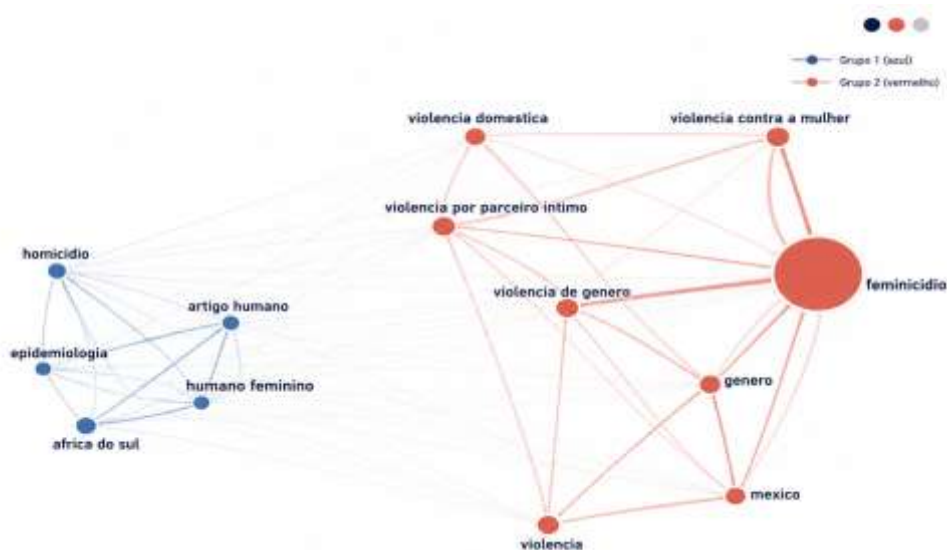 Grupo 1 (azul)
Grupo 2 (vermelho)
violencia domestica
violencia contra a mulher
violencia por parceiro intimo
homicidio
feminicidio
violencia de genero
artigo humano
epidemiologia
humano feminino
genero
africa do sul
mexico
violencia